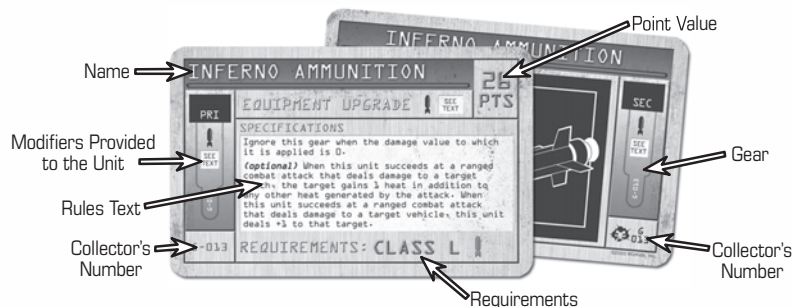 Point Value
INFERNO AMMUNITION
Name
INFERNO AMMUNITION
26
PTS
PRI
EQUIPMENT UPGRADE
SEE
TEXT
SEC
SEE
TEXT
SPECIFICATIONS
Ignore this gear when the damage value to which
it is applied is 0.
(optional) When this unit succeeds at a ranged
combat attack that deals damage to a target
the target gains 1 heat in addition to
any other heat generated by the attack. When
this unit succeeds at a ranged combat attack
that deals damage to a target vehicle, this unit
deals +1 to that target.
Modifiers Provided
to the Unit
SEE
TEXT
Gear
G-013
Rules Text
Collector's
Number
-013
REQUIREMENTS: CLASS L
G
013
Collector's
Number
Requirements